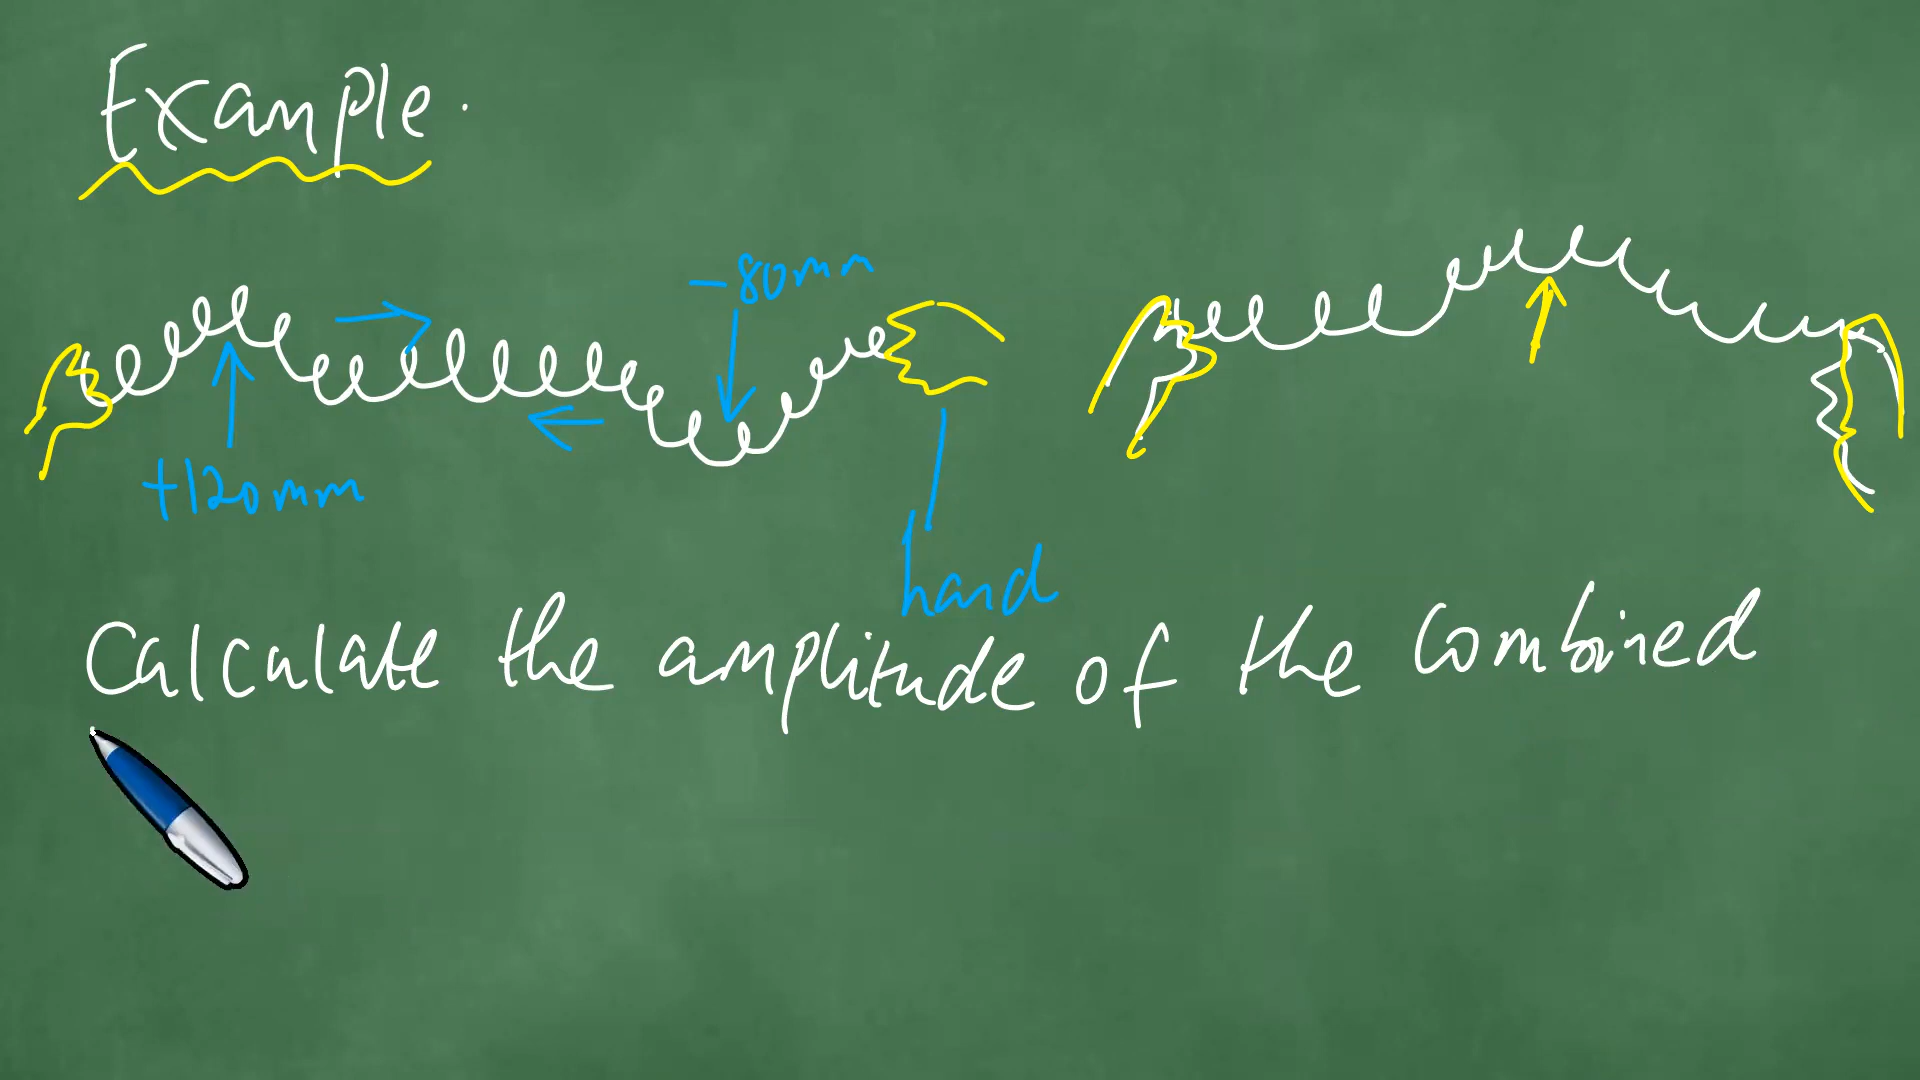 Example.
-80mm
+120mm
hand
Calculate the amplitude of the combined